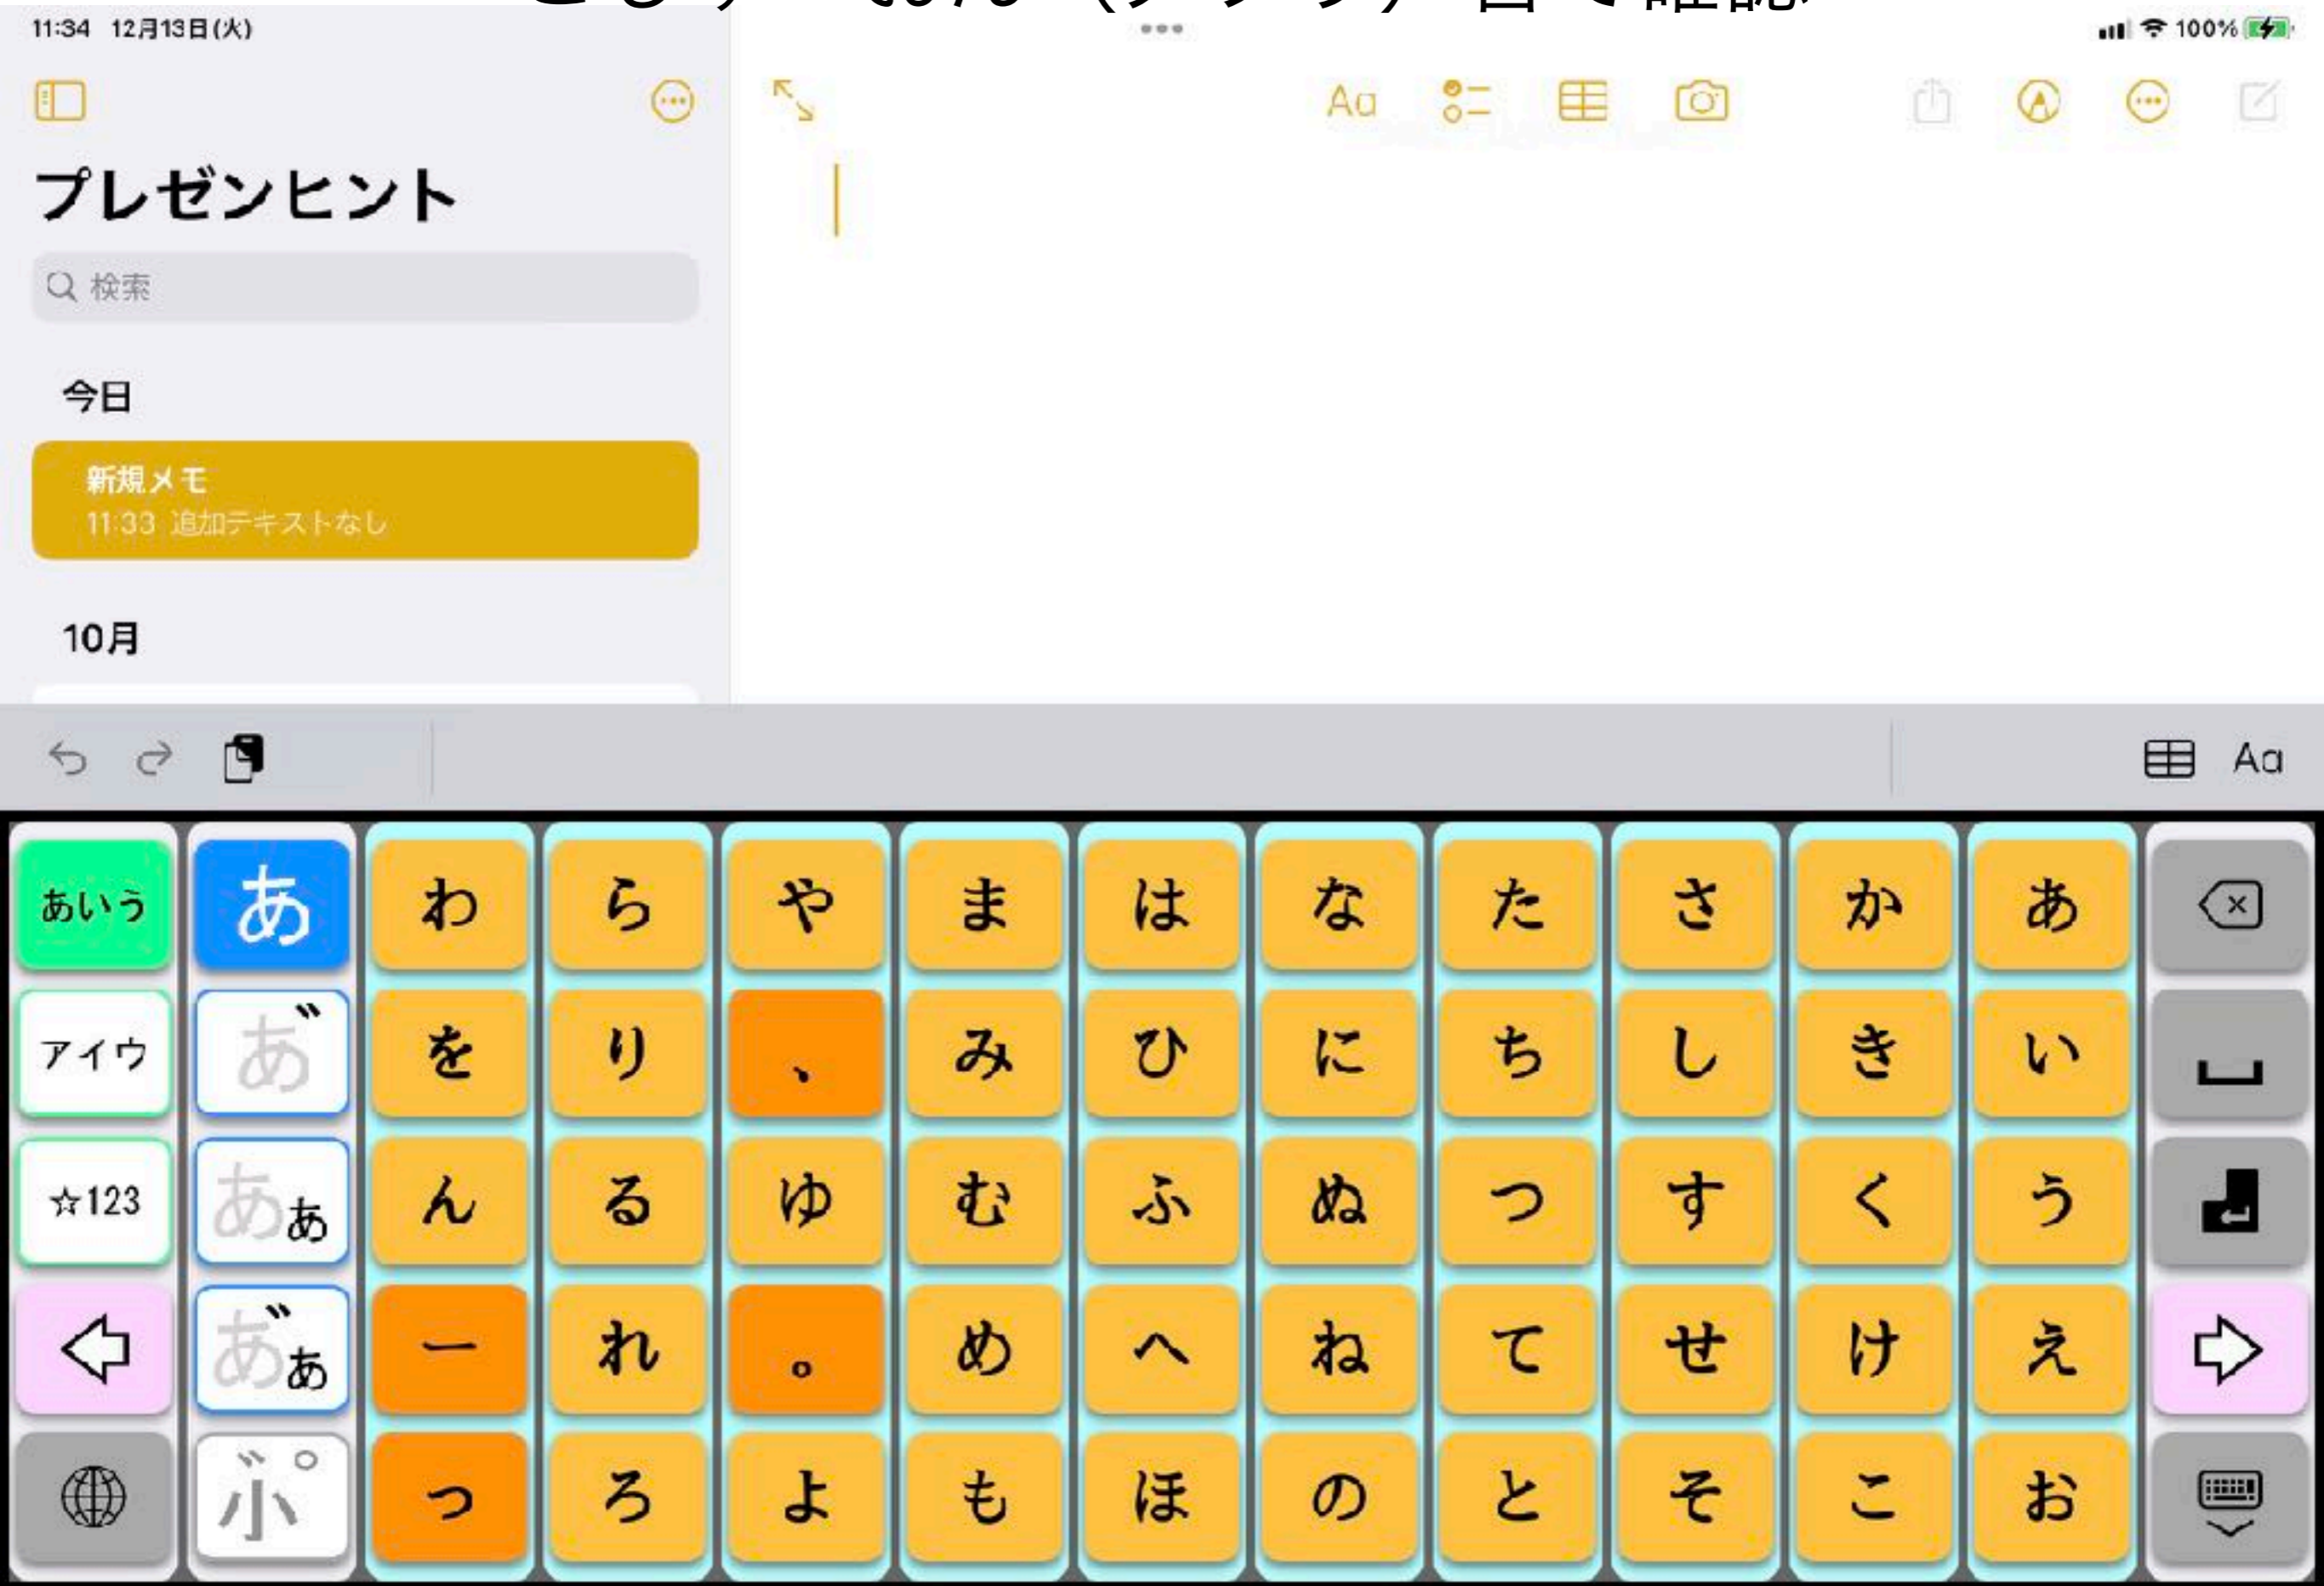 11:34 12月13日(火)
100%
プレゼンヒント
Aa
検索
今日
新規メモ
11:33 追加テキストなし
10月
Aa
あいう あ わ ら や ま は な た さ か あ
アイウ あ゛ を り 、 み ひ に ち し き い
☆123 あぁ ん る ゆ む ふ ぬ つ す く う
あ゛ぁ ー れ 。 め へ ね て せ け え
゛小゜ っ ろ よ も ほ の と そ こ お